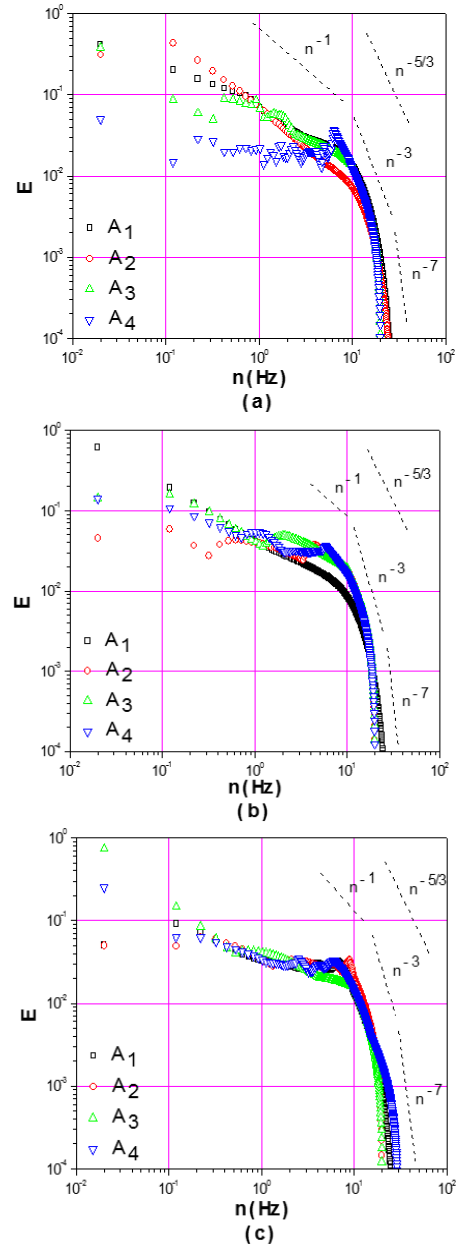 10⁰
10⁻¹
10⁻²
10⁻³
10⁻⁴
E
n⁻¹
n⁻⁵/³
n⁻³
n⁻⁷
A₁
A₂
A₃
A₄
10⁻² 10⁻¹ 10⁰ 10¹ 10²
n(Hz)
(a)
10⁰
10⁻¹
10⁻²
10⁻³
10⁻⁴
E
n⁻¹
n⁻⁵/³
n⁻³
n⁻⁷
A₁
A₂
A₃
A₄
10⁻² 10⁻¹ 10⁰ 10¹ 10²
n(Hz)
(b)
10⁰
10⁻¹
10⁻²
10⁻³
10⁻⁴
E
n⁻¹
n⁻⁵/³
n⁻³
n⁻⁷
A₁
A₂
A₃
A₄
10⁻² 10⁻¹ 10⁰ 10¹ 10²
n(Hz)
(c)